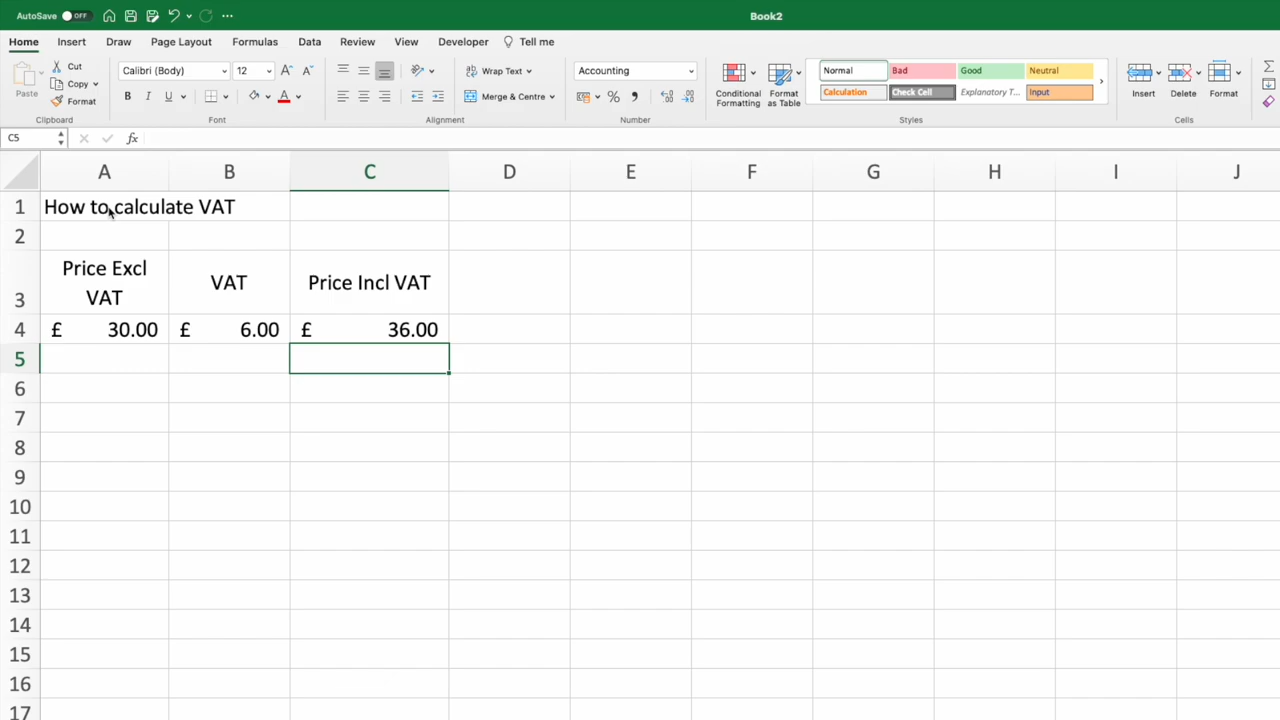 AutoSave OFF
Book2
Home Insert Draw Page Layout Formulas Data Review View Developer Tell me
Paste Cut Copy Format
Clipboard
Calibri (Body) 12 A A
B I U A
Font
Wrap Text
Merge & Centre
Alignment
Accounting
%
Number
Conditional Formatting
Format as Table
Normal Bad Good Neutral
Calculation Check Cell Explanatory T... Input
Styles
Insert Delete Format
Cells
C5 fx
A B C D E F G H I J
1 How to calculate VAT
2
3 Price Excl VAT VAT Price Incl VAT
4 £ 30.00 £ 6.00 £ 36.00
5
6
7
8
9
10
11
12
13
14
15
16
17